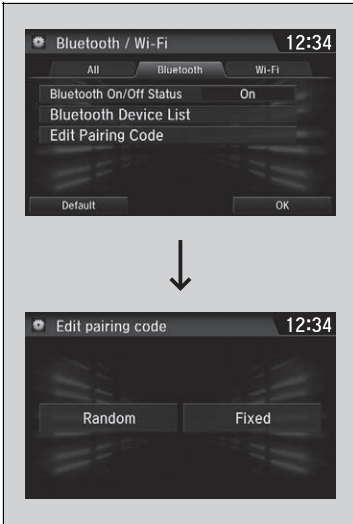 Bluetooth / Wi-Fi 12:34
All Bluetooth Wi-Fi
Bluetooth On/Off Status On
Bluetooth Device List
Edit Pairing Code
Default OK
Edit pairing code 12:34
Random Fixed